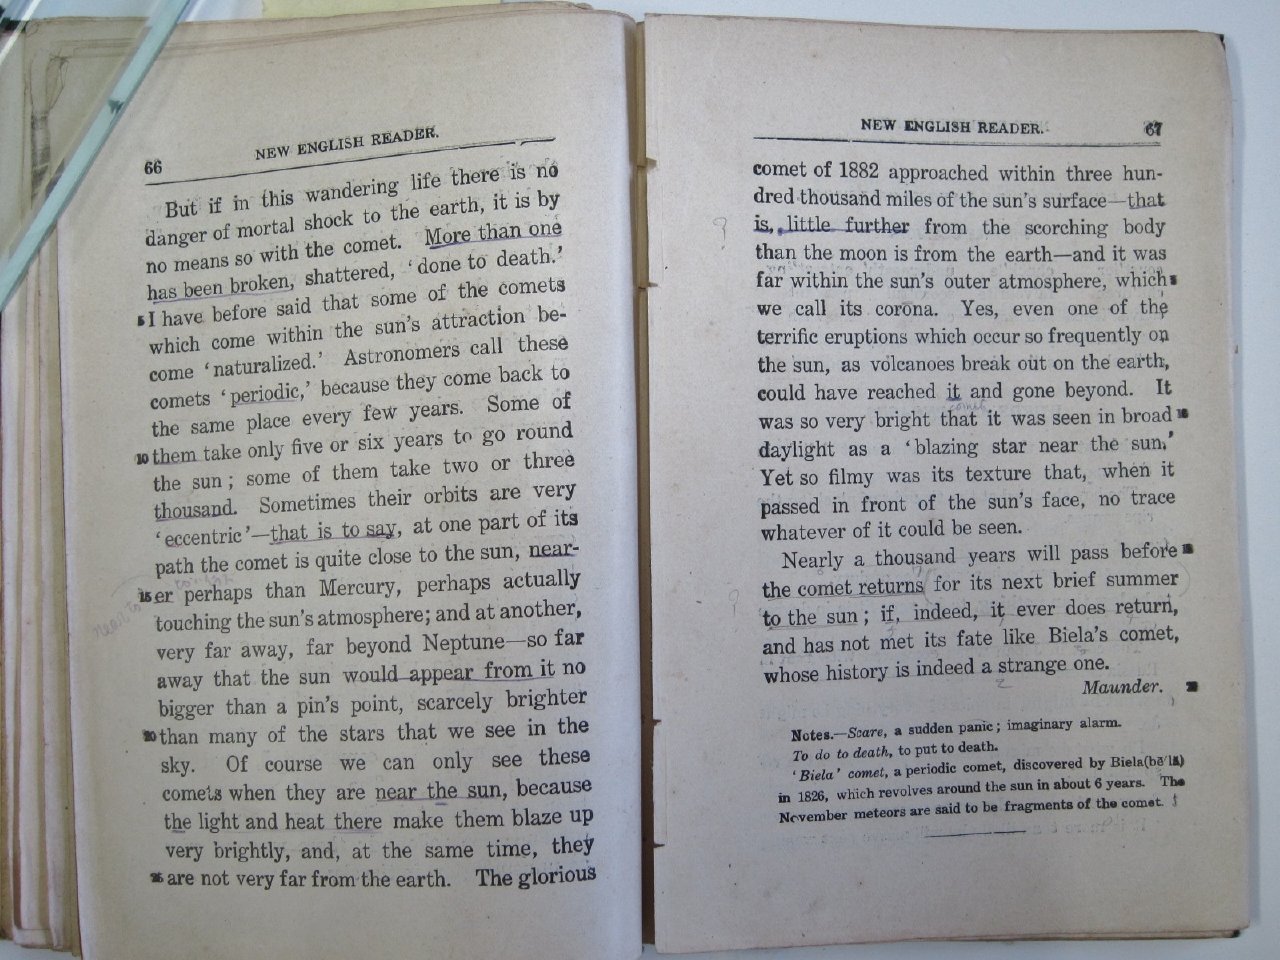 66
NEW ENGLISH READER.
But if in this wandering life there is no
danger of mortal shock to the earth, it is by
no means so with the comet. More than one
has been broken, shattered, 'done to death.'
5 I have before said that some of the comets
which come within the sun's attraction be-
come 'naturalized.' Astronomers call these
comets 'periodic,' because they come back to
the same place every few years. Some of
10 them take only five or six years to go round
the sun; some of them take two or three
thousand. Sometimes their orbits are very
'eccentric'—that is to say, at one part of its
path the comet is quite close to the sun, near-
15 er perhaps than Mercury, perhaps actually
touching the sun's atmosphere; and at another,
very far away, far beyond Neptune—so far
away that the sun would appear from it no
bigger than a pin's point, scarcely brighter
20 than many of the stars that we see in the
sky. Of course we can only see these
comets when they are near the sun, because
the light and heat there make them blaze up
very brightly, and, at the same time, they
25 are not very far from the earth. The glorious
NEW ENGLISH READER.
67
comet of 1882 approached within three hun-
dred thousand miles of the sun's surface—that
? is, little further from the scorching body
than the moon is from the earth—and it was
far within the sun's outer atmosphere, which 5
we call its corona. Yes, even one of the
terrific eruptions which occur so frequently on
the sun, as volcanoes break out on the earth,
could have reached it and gone beyond. It
comet
was so very bright that it was seen in broad 10
daylight as a 'blazing star near the sun.'
Yet so filmy was its texture that, when it
passed in front of the sun's face, no trace
whatever of it could be seen.
Nearly a thousand years will pass before 15
? the comet returns for its next brief summer
to the sun; if, indeed, it ever does return,
and has not met its fate like Biela's comet,
whose history is indeed a strange one.
Maunder. 20
Notes.—Scare, a sudden panic; imaginary alarm.
To do to death, to put to death.
'Biela' comet, a periodic comet, discovered by Biela(bē'lä)
in 1826, which revolves around the sun in about 6 years. The
November meteors are said to be fragments of the comet.